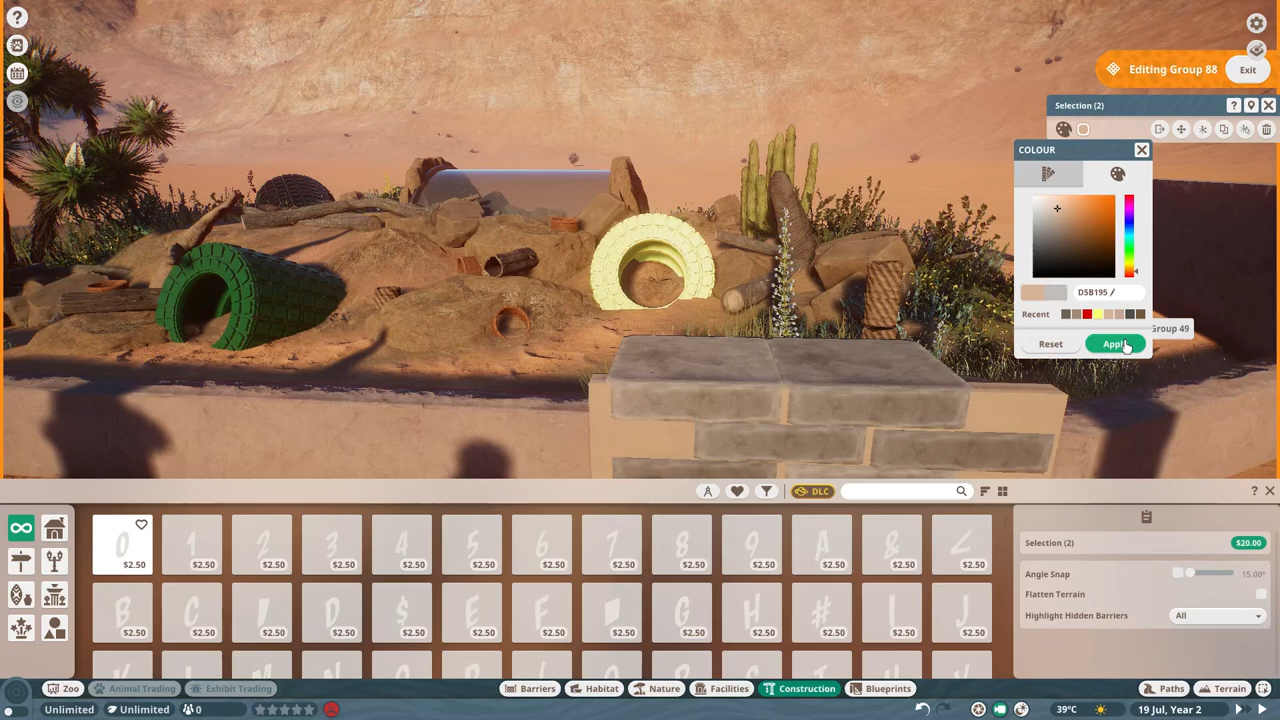 ?
Editing Group 88
Exit
Selection (2)
?
COLOUR
D5B195 /
Recent
Group 49
Reset
Apply
DLC
?
0 $2.50
1 $2.50
2 $2.50
3 $2.50
4 $2.50
5 $2.50
6 $2.50
7 $2.50
8 $2.50
9 $2.50
A $2.50
& $2.50
$2.50
B $2.50
C $2.50
$2.50
D $2.50
$ $2.50
E $2.50
F $2.50
$2.50
G $2.50
H $2.50
# $2.50
I $2.50
J $2.50
Selection (2)
$20.00
Angle Snap
15.00°
Flatten Terrain
Highlight Hidden Barriers
All
Zoo
Animal Trading
Exhibit Trading
Barriers
Habitat
Nature
Facilities
Construction
Blueprints
Paths
Terrain
Unlimited
Unlimited
0
39°C
19 Jul, Year 2